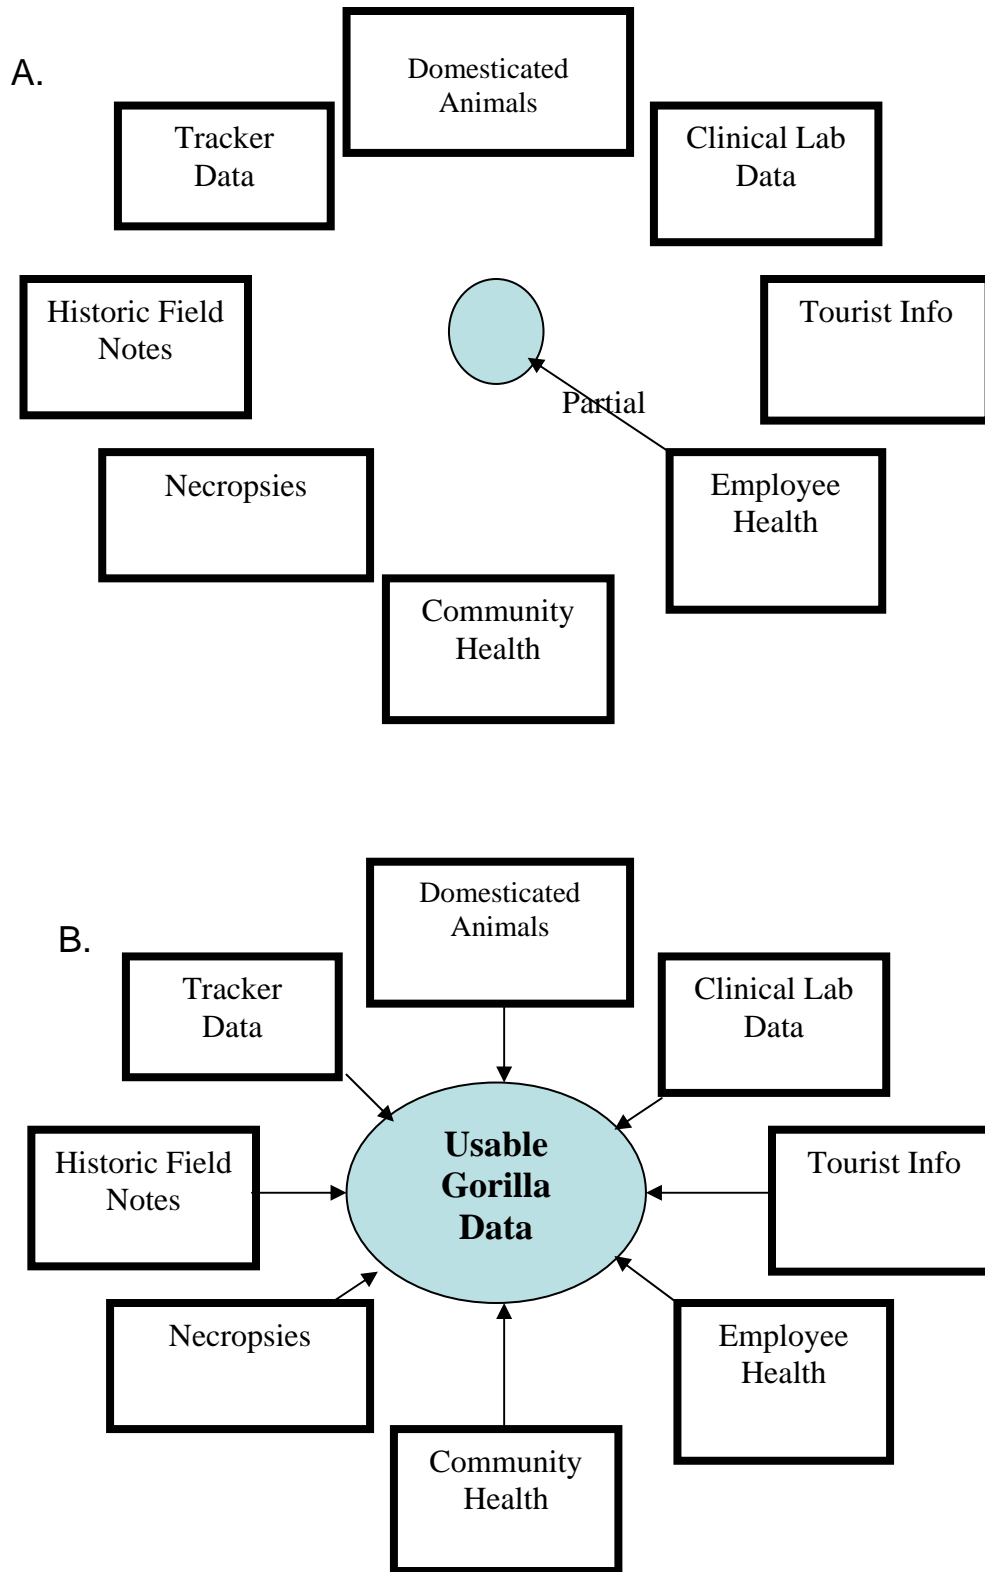 A.
Domesticated
Animals
Tracker
Data
Clinical Lab
Data
Historic Field
Notes
Tourist Info
Partial
Necropsies
Employee
Health
Community
Health
B.
Domesticated
Animals
Tracker
Data
Clinical Lab
Data
Usable
Gorilla
Data
Historic Field
Notes
Tourist Info
Necropsies
Employee
Health
Community
Health